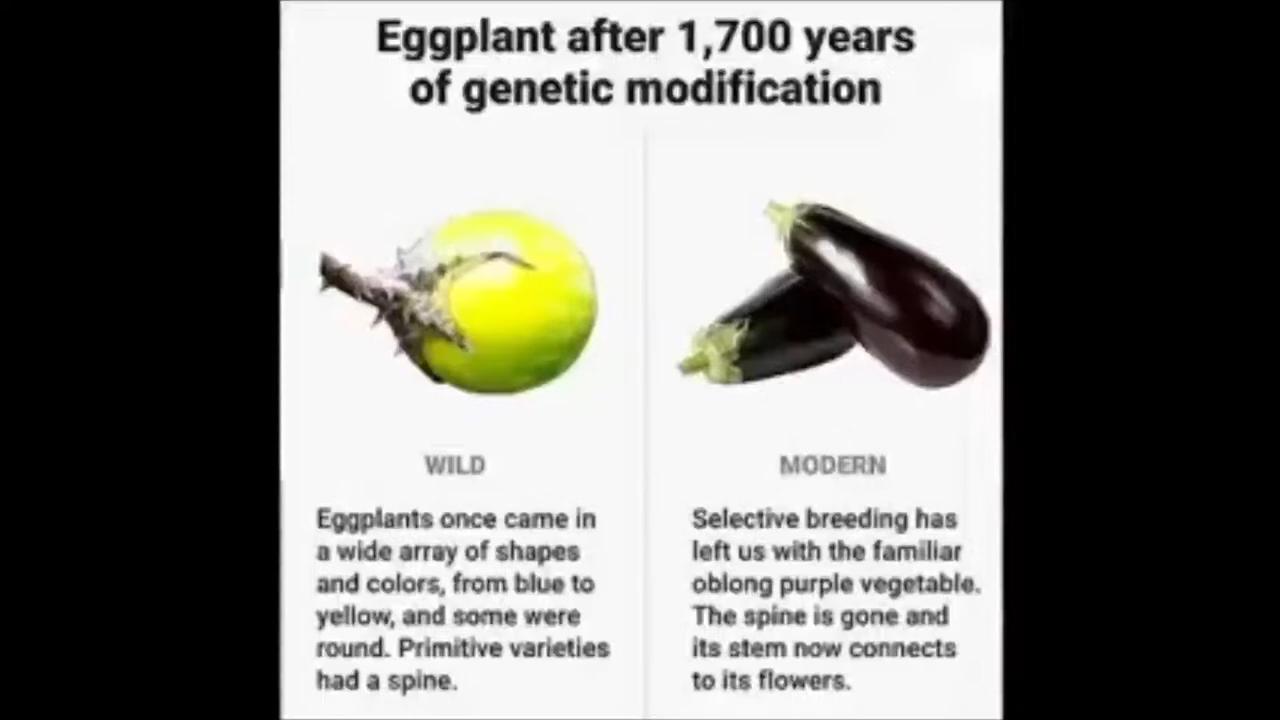 Eggplant after 1,700 years
of genetic modification
WILD
Eggplants once came in
a wide array of shapes
and colors, from blue to
yellow, and some were
round. Primitive varieties
had a spine.
MODERN
Selective breeding has
left us with the familiar
oblong purple vegetable.
The spine is gone and
its stem now connects
to its flowers.